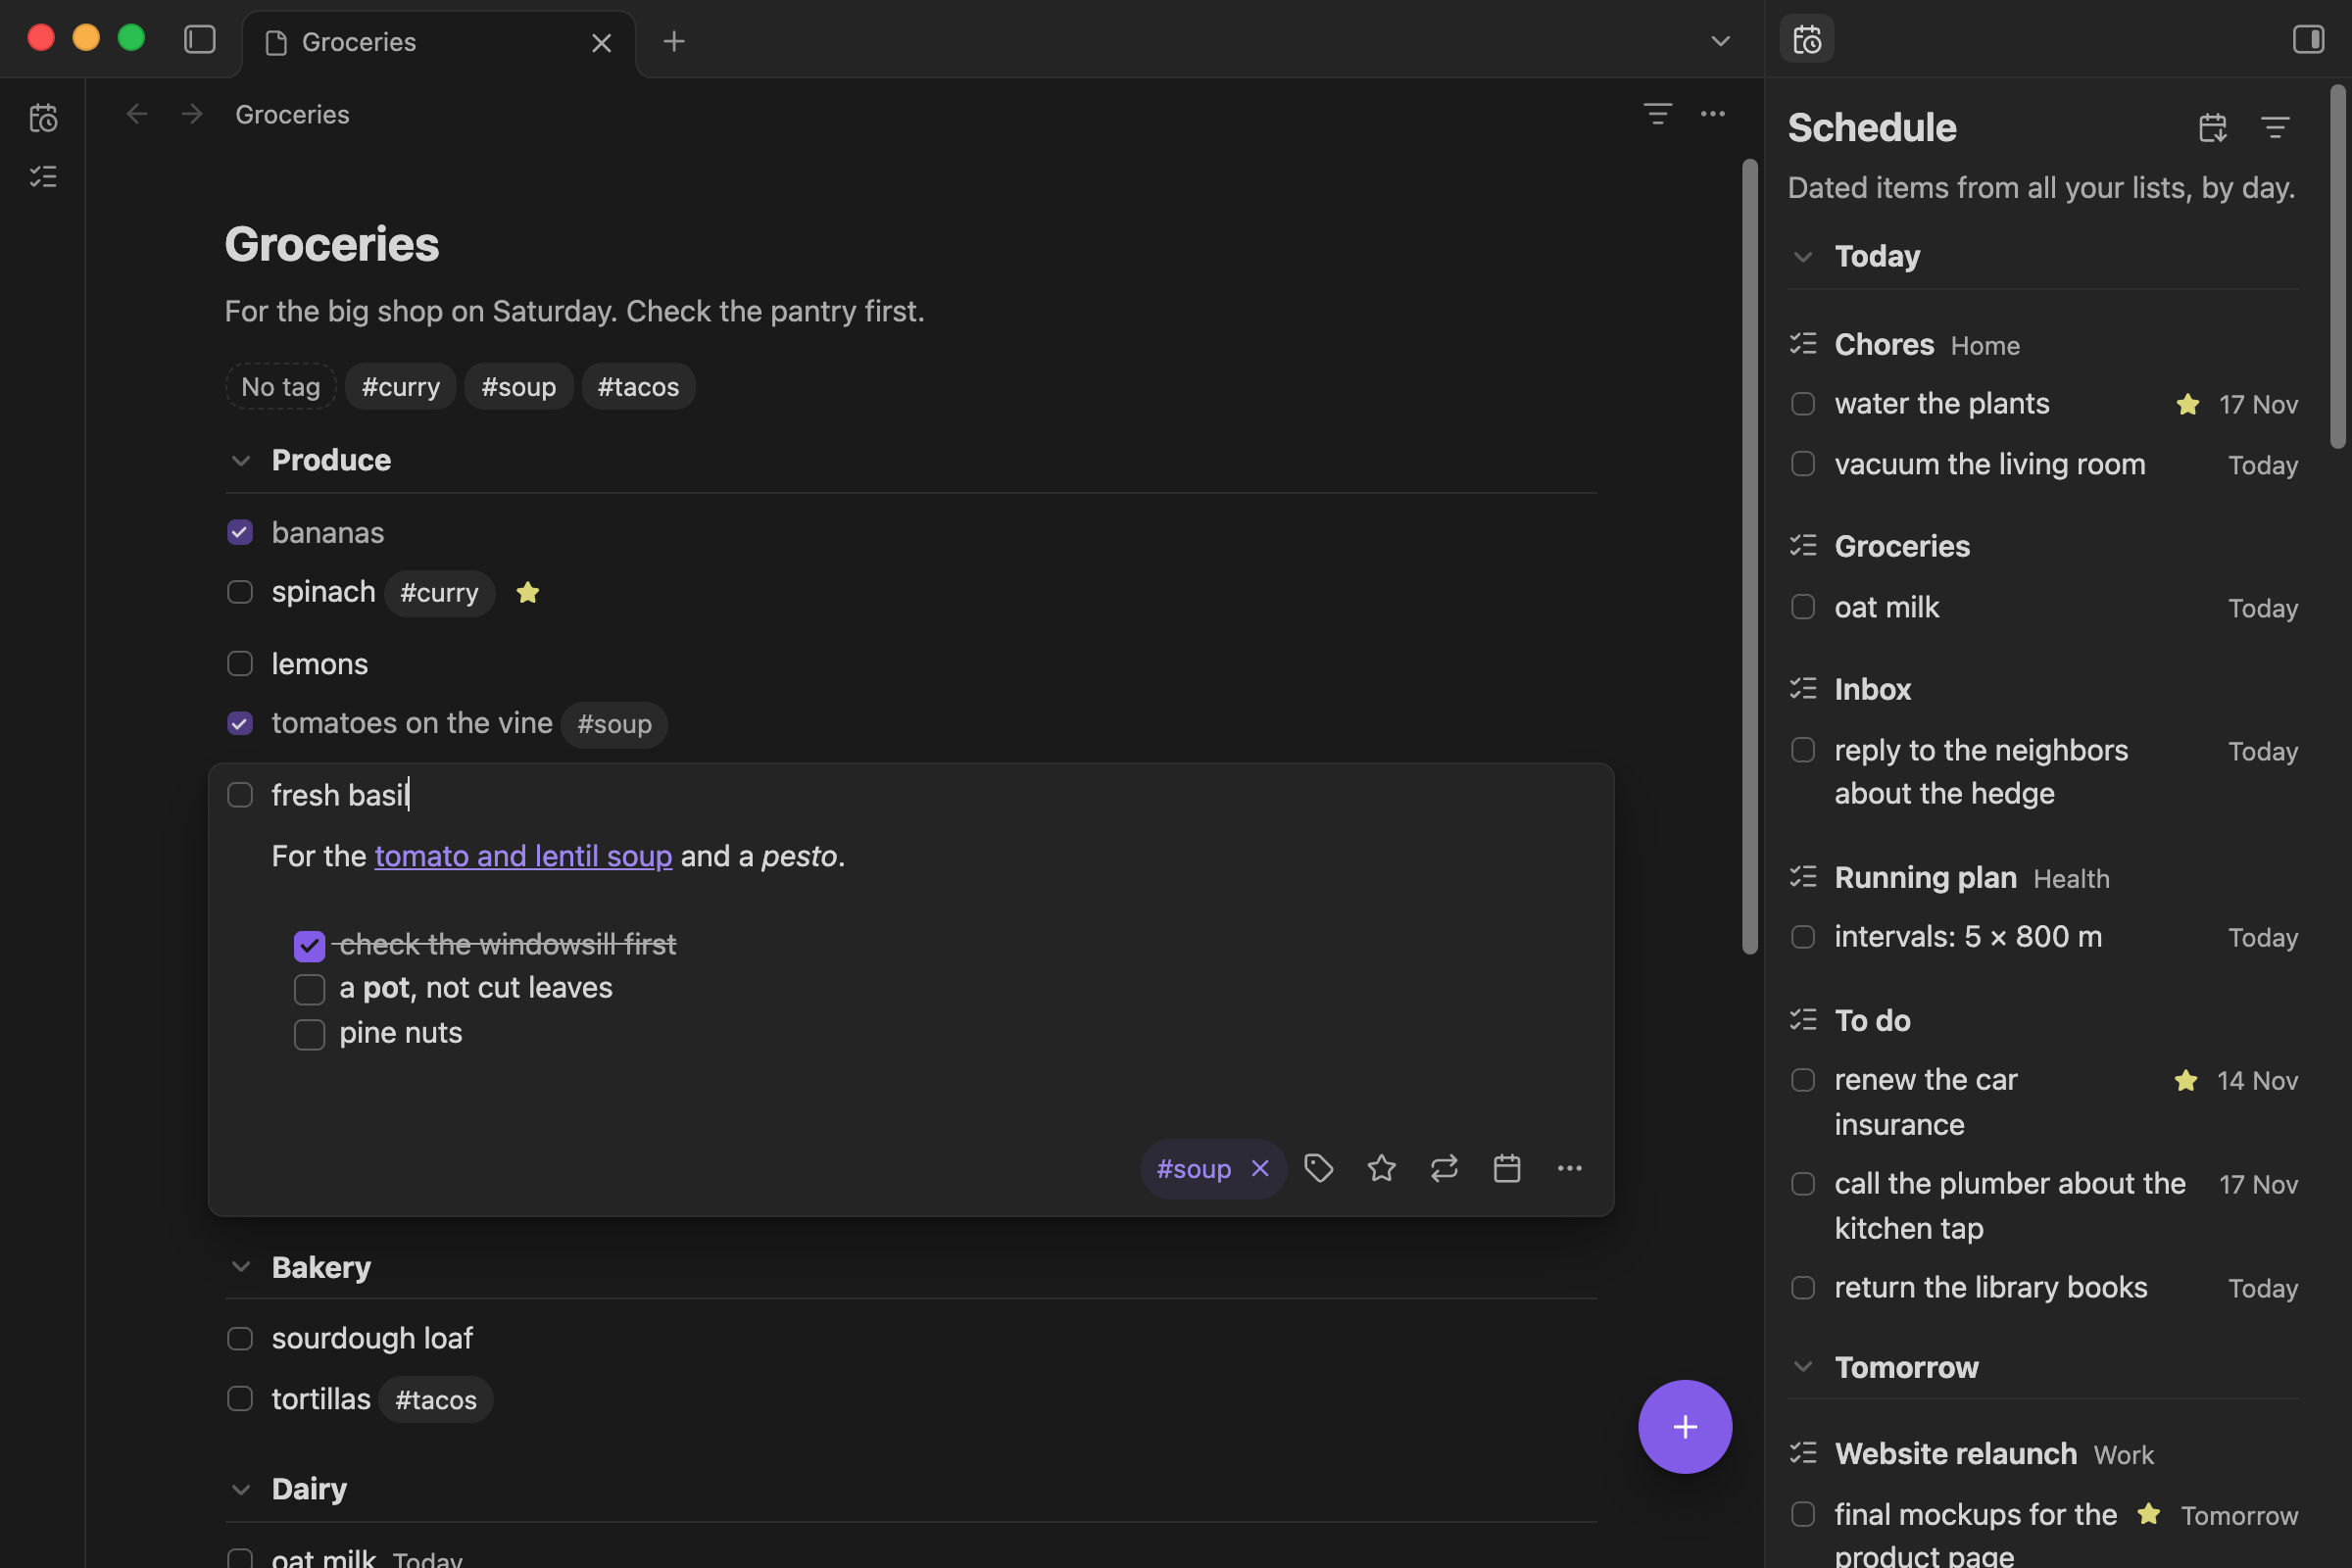 Groceries
Groceries
Groceries
For the big shop on Saturday. Check the pantry first.
No tag #curry #soup #tacos
Produce
bananas
spinach #curry
lemons
tomatoes on the vine #soup
fresh basil
For the tomato and lentil soup and a pesto.
check the windowsill first
a pot, not cut leaves
pine nuts
#soup
Bakery
sourdough loaf
tortillas #tacos
Dairy
oat milk Today
Schedule
Dated items from all your lists, by day.
Today
Chores Home
water the plants 17 Nov
vacuum the living room Today
Groceries
oat milk Today
Inbox
reply to the neighbors Today
about the hedge
Running plan Health
intervals: 5 × 800 m Today
To do
renew the car 14 Nov
insurance
call the plumber about the 17 Nov
kitchen tap
return the library books Today
Tomorrow
Website relaunch Work
final mockups for the Tomorrow
product page